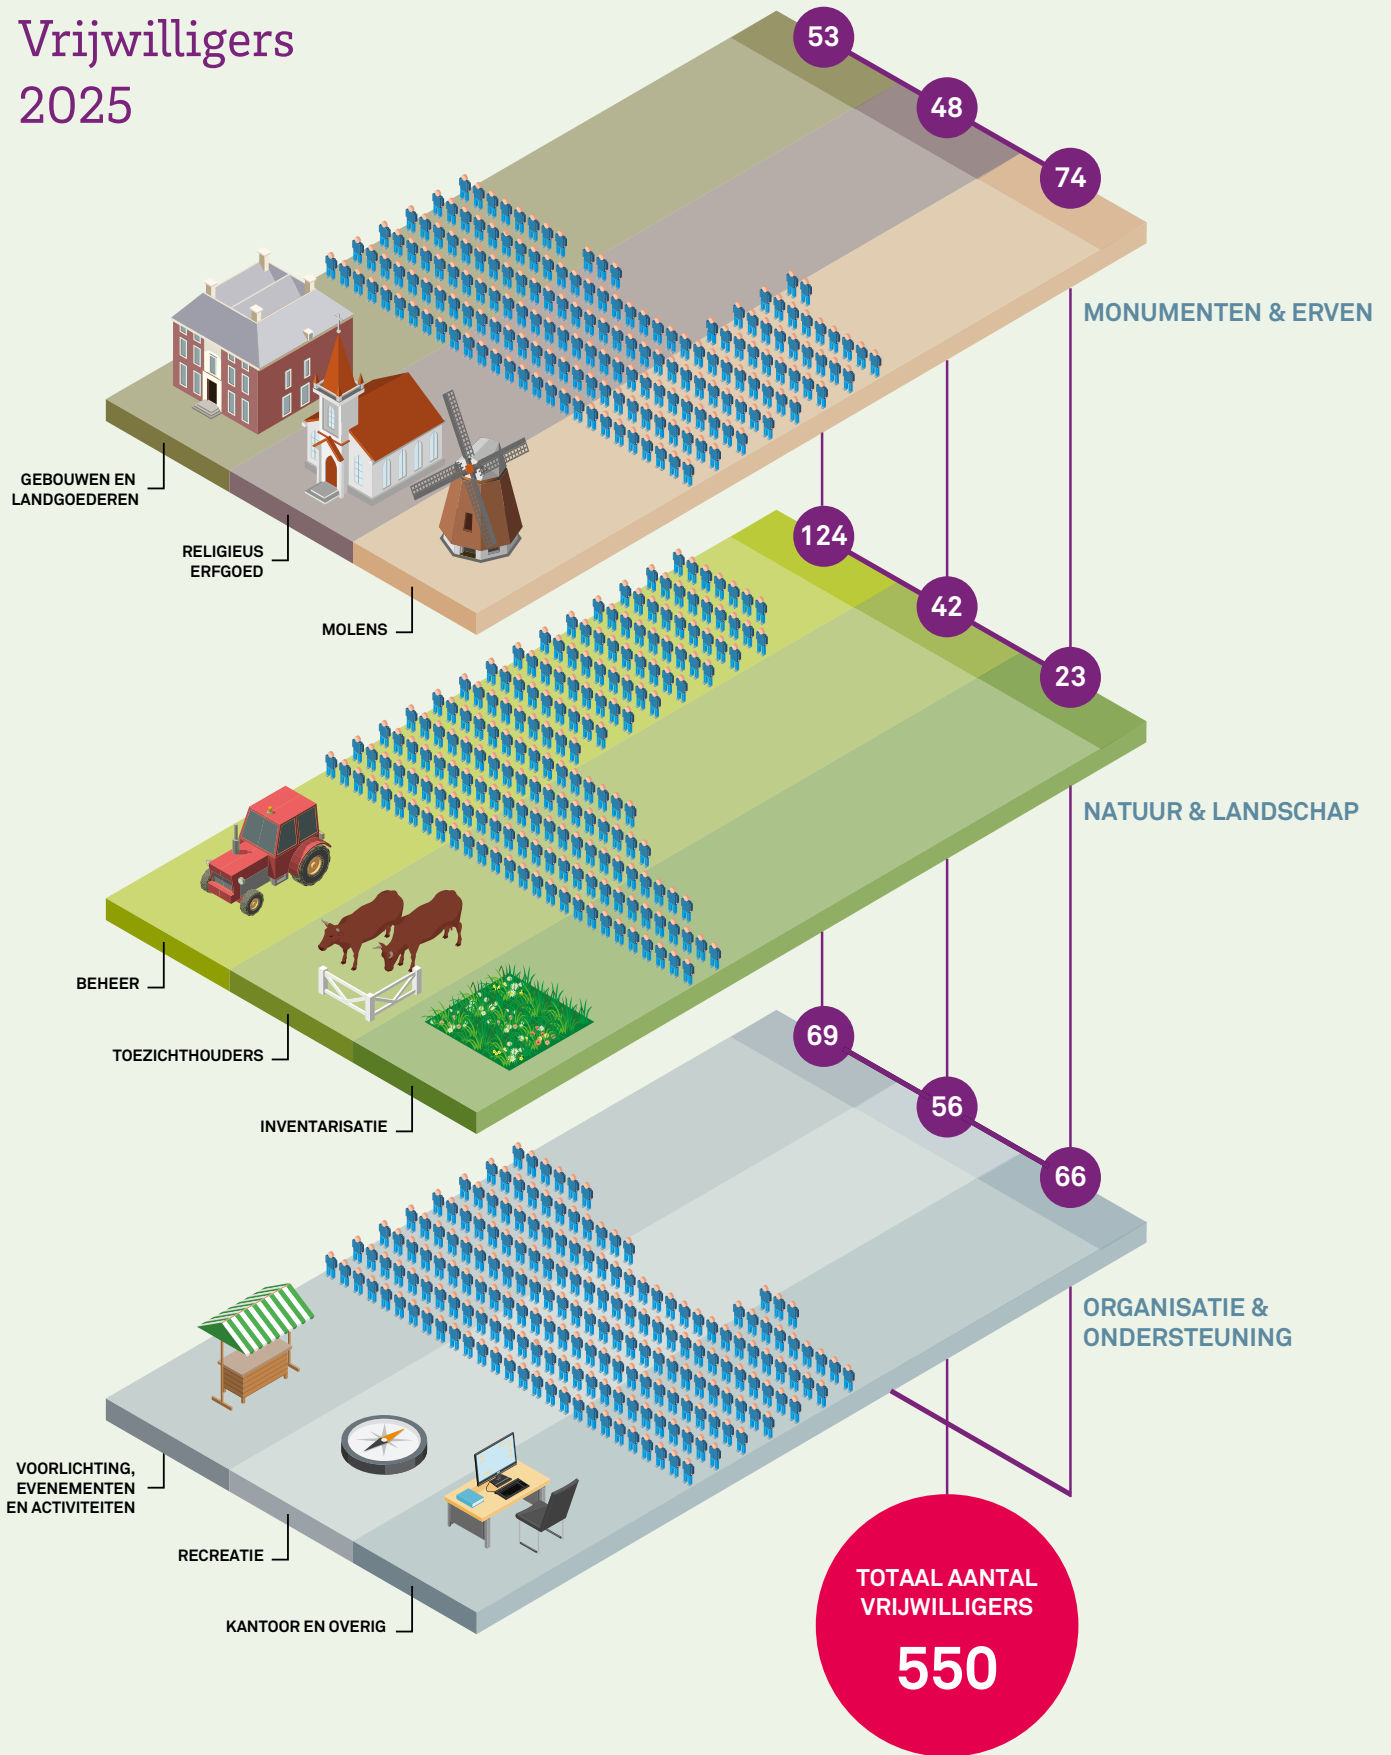 Vrijwilligers
2025
53
48
74
MONUMENTEN & ERVEN
GEBOUWEN EN
LANDGOEDEREN
RELIGIEUS
ERFGOED
MOLENS
124
42
23
NATUUR & LANDSCHAP
BEHEER
TOEZICHTHOUDERS
INVENTARISATIE
69
56
66
ORGANISATIE &
ONDERSTEUNING
VOORLICHTING,
EVENEMENTEN
EN ACTIVITEITEN
RECREATIE
KANTOOR EN OVERIG
TOTAAL AANTAL
VRIJWILLIGERS
550